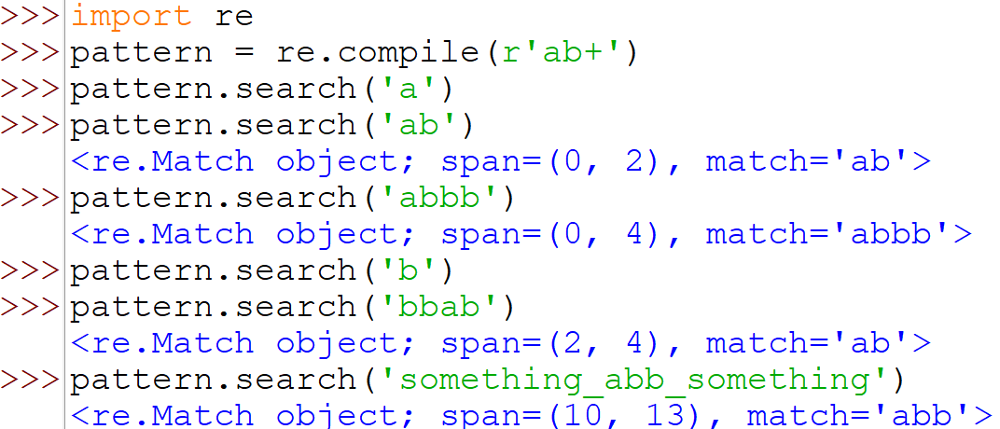 >>> import re
>>> pattern = re.compile(r'ab+')
>>> pattern.search('a')
>>> pattern.search('ab')
<re.Match object; span=(0, 2), match='ab'>
>>> pattern.search('abbb')
<re.Match object; span=(0, 4), match='abbb'>
>>> pattern.search('b')
>>> pattern.search('bbab')
<re.Match object; span=(2, 4), match='ab'>
>>> pattern.search('something_abb_something')
<re.Match object; span=(10, 13), match='abb'>